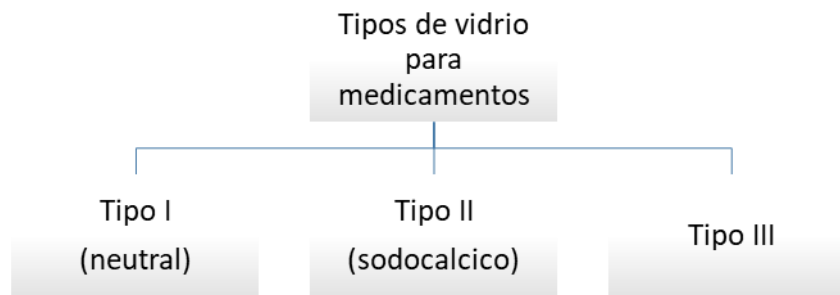 Tipos de vidrio
para
medicamentos
Tipo I
(neutral)
Tipo II
(sodocalcico)
Tipo III